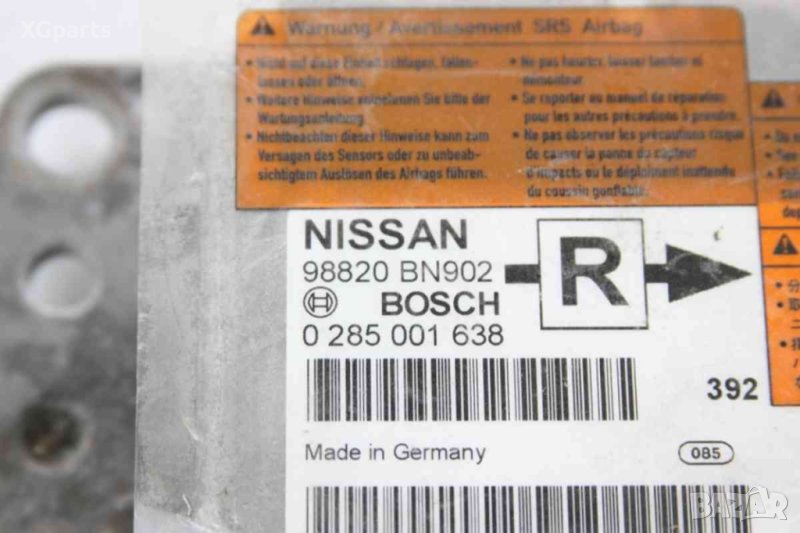 XGparts
Warnung / Avertissement SRS Airbag
• Nicht auf diese Einheit schlagen, fallen-
lassen oder öffnen.
• Weitere Hinweise entnehmen Sie bitte der
Wartungsanleitung
• Nichtbeachten dieser Hinweise kann zum
Versagen des Sensors oder zu unbeab-
sichtigtem Auslösen des Airbags führen.
• Ne pas heurter, laisser tomber ni
démonteur
• Se reporter au manuel de réparation
pour les autres précautions à prendre.
• Ne pas observer les précautions risque
de causer la panne du capteur
d'impacts ou le déploiement inattendu
du coussin gonflable.
NISSAN
98820 BN902
BOSCH
0 285 001 638
R
392
Made in Germany
085
BAZAR